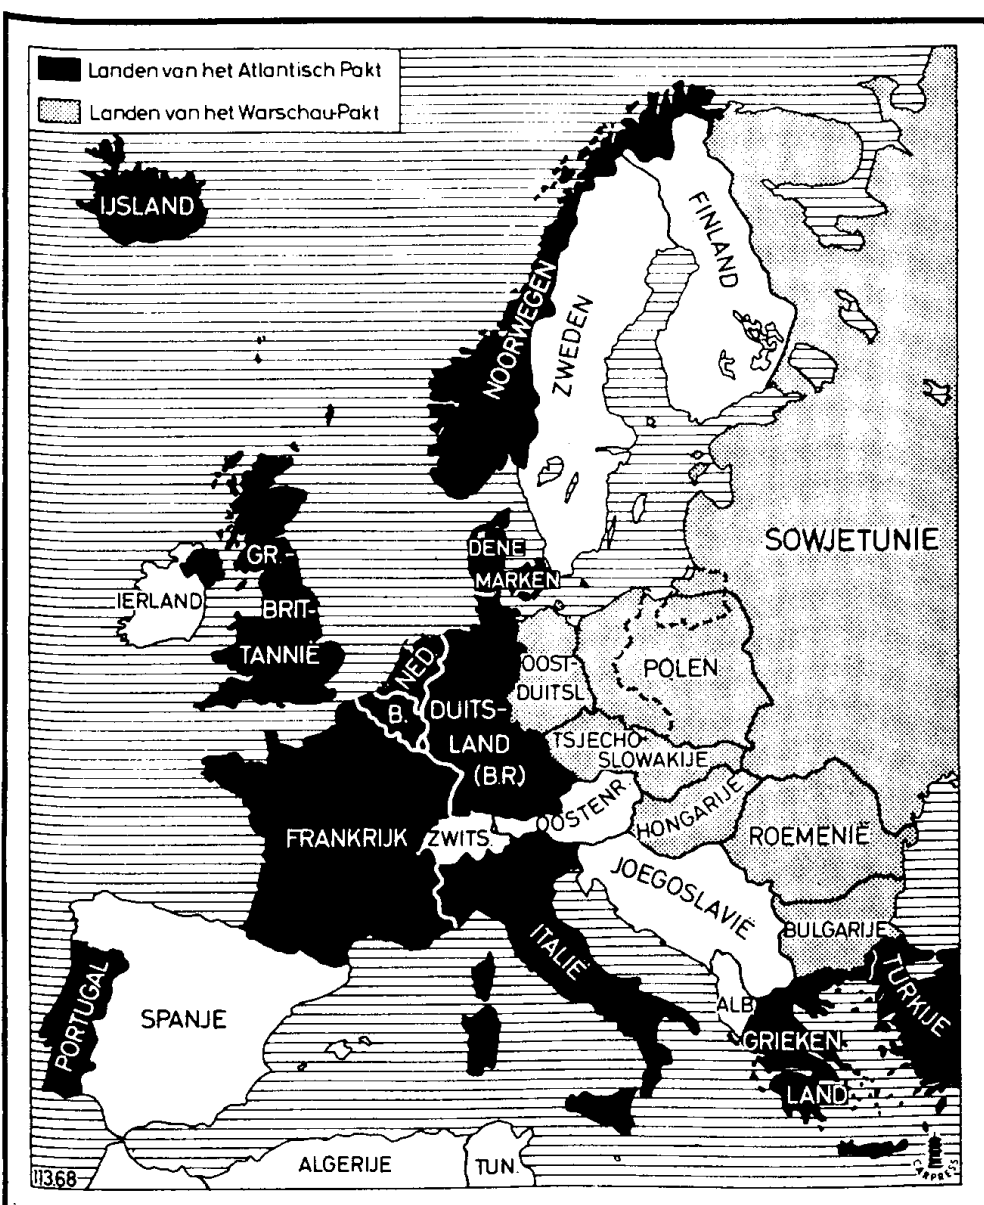 Landen van het Atlantisch Pakt
Landen van het Warschau-Pakt
IJSLAND
NOORWEGEN
ZWEDEN
FINLAND
SOWJETUNIE
GR.-
BRIT-
TANNIË
IERLAND
DENE
MARKEN
NED.
B.
DUITS-
LAND
(B.R)
OOST-
DUITSL.
POLEN
TSJECHO-
SLOWAKIJE
OOSTENR.
HONGARIJE
ROEMENIË
FRANKRIJK
ZWITS.
JOEGOSLAVIË
BULGARIJE
ITALIË
ALB.
TURKIJE
GRIEKEN
LAND
PORTUGAL
SPANJE
ALGERIJE
TUN.
113.68
CARPRESS